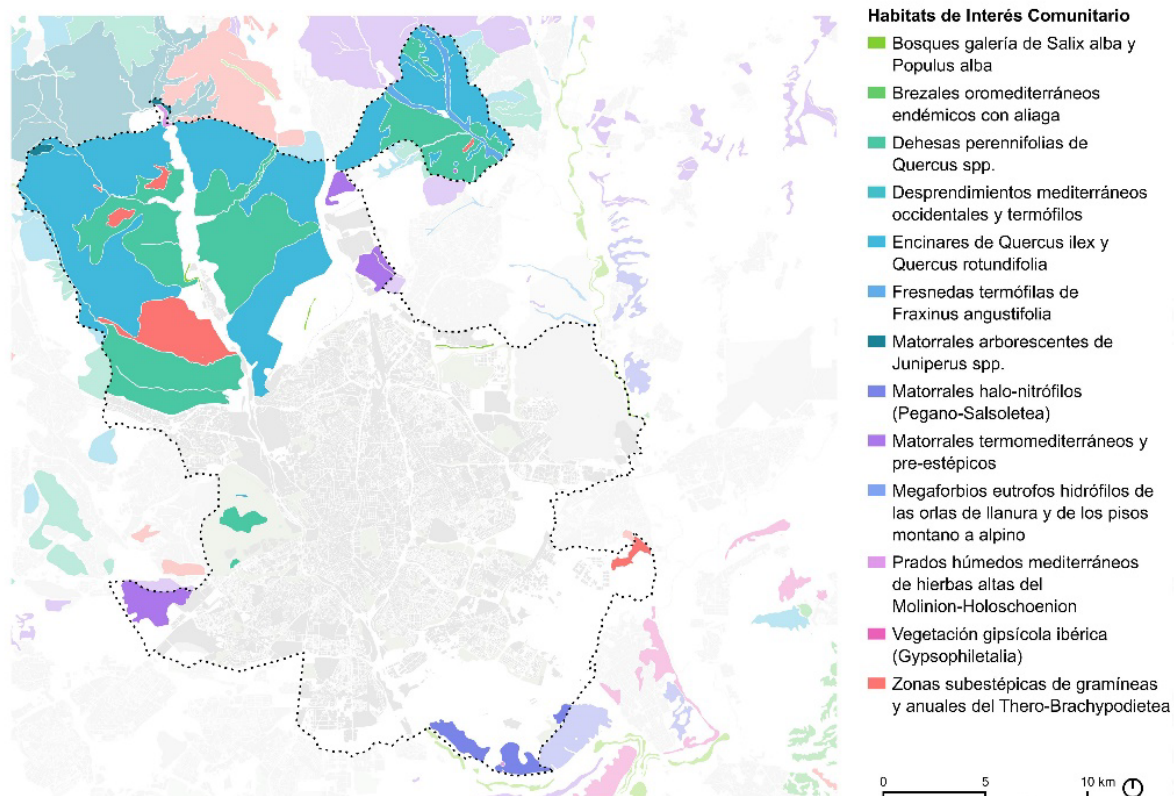 Habitats de Interés Comunitario
Bosques galería de Salix alba y
Populus alba
Brezales oromediterráneos
endémicos con aliaga
Dehesas perennifolias de
Quercus spp.
Desprendimientos mediterráneos
occidentales y termófilos
Encinares de Quercus ilex y
Quercus rotundifolia
Fresnedas termófilas de
Fraxinus angustifolia
Matorrales arborescentes de
Juniperus spp.
Matorrales halo-nitrófilos
(Pegano-Salsoletea)
Matorrales termomediterráneos y
pre-estépicos
Megaforbios eutrofos hidrófilos de
las orlas de llanura y de los pisos
montano a alpino
Prados húmedos mediterráneos
de hierbas altas del
Molinion-Holoschoenion
Vegetación gipsícola ibérica
(Gypsophiletalia)
Zonas subestépicas de gramíneas
y anuales del Thero-Brachypodietea
0 5 10 km